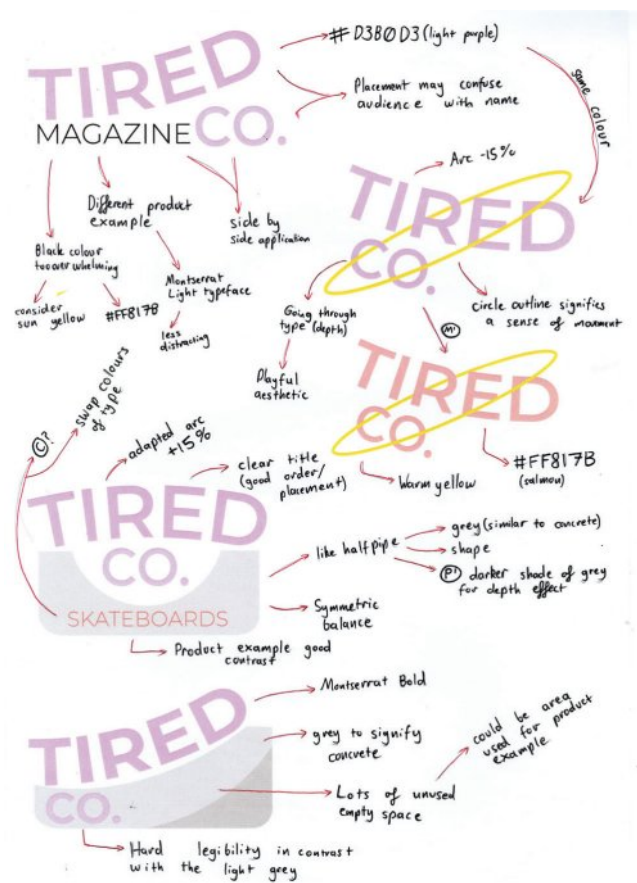 TIRED
MAGAZINE CO.
#D3B0D3 (light purple)
Placement may confuse
audience with name
same colour
Different product
example
side by
side application
Black colour
too overwhelming
consider
sun yellow
#FF817B
Montserrat
Light typeface
less
distracting
Arc -15%
TIRED
CO.
Going through
type (depth)
Playful
aesthetic
circle outline signifies
a sense of movment
M'
TIRED
CO.
Warm yellow
#FF817B
(salmon)
C?
swap colours
of type
adapted arc
+15%
clear title
(good order/
placement)
TIRED
CO.
SKATEBOARDS
like half pipe
grey (similar to concrete)
shape
P' darker shade of grey
for depth effect
Symmetric
balance
Product example good
contrast
Montserrat Bold
TIRED
CO.
grey to signify
concrete
could be area
used for product
example
Lots of unused
empty space
Hard legibility in contrast
with the light grey